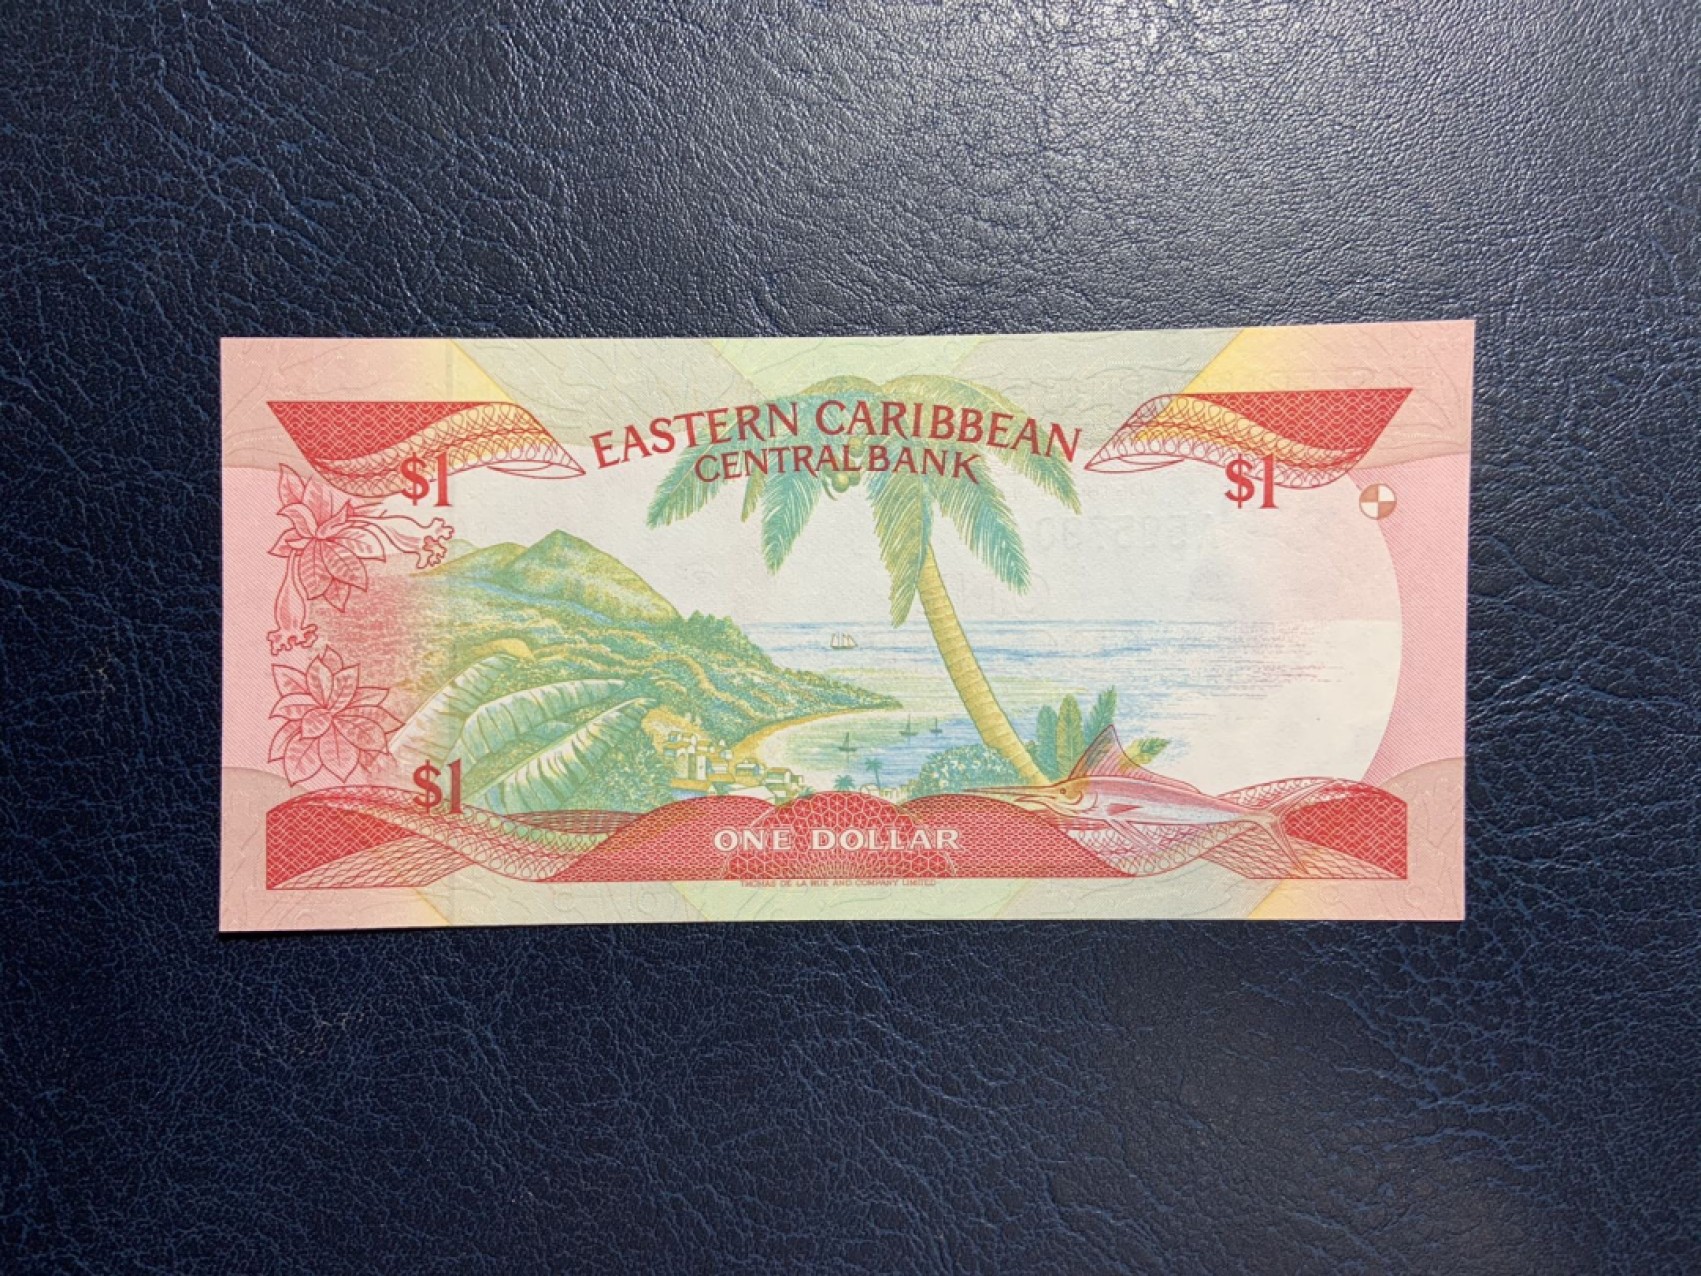 EASTERN CARIBBEAN
CENTRAL BANK
$1
$1
$1
ONE DOLLAR
THOMAS DE LA RUE AND COMPANY LIMITED